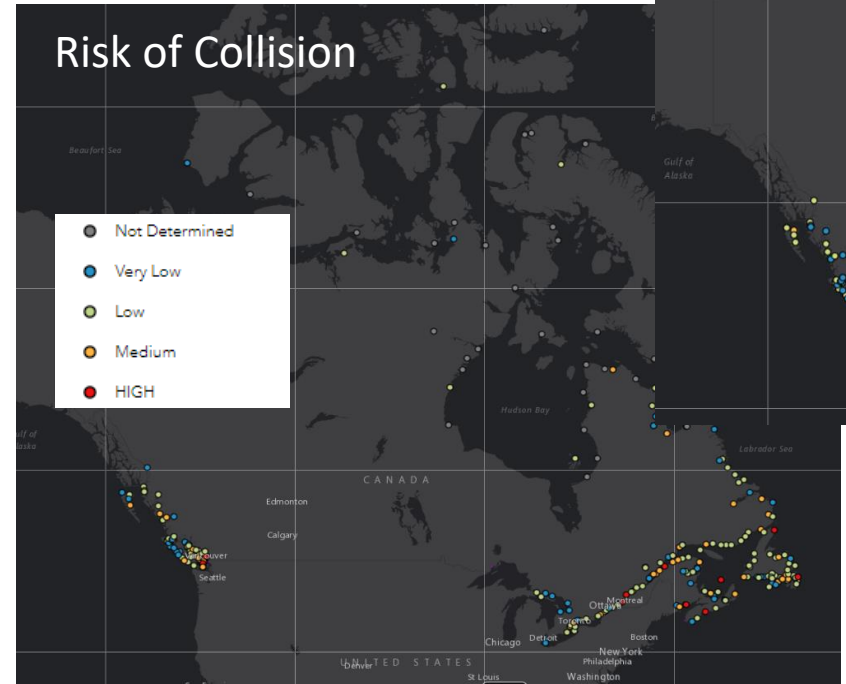 Risk of Collision
Beaufort Sea
Gulf of
Alaska
Not Determined
Very Low
Low
Medium
HIGH
Hudson Bay
Labrador Sea
CANADA
Edmonton
Calgary
Vancouver
Seattle
Montreal
Ottawa
Toronto
Chicago
Detroit
Boston
New York
Philadelphia
Denver
UNITED STATES
St Louis
Washington